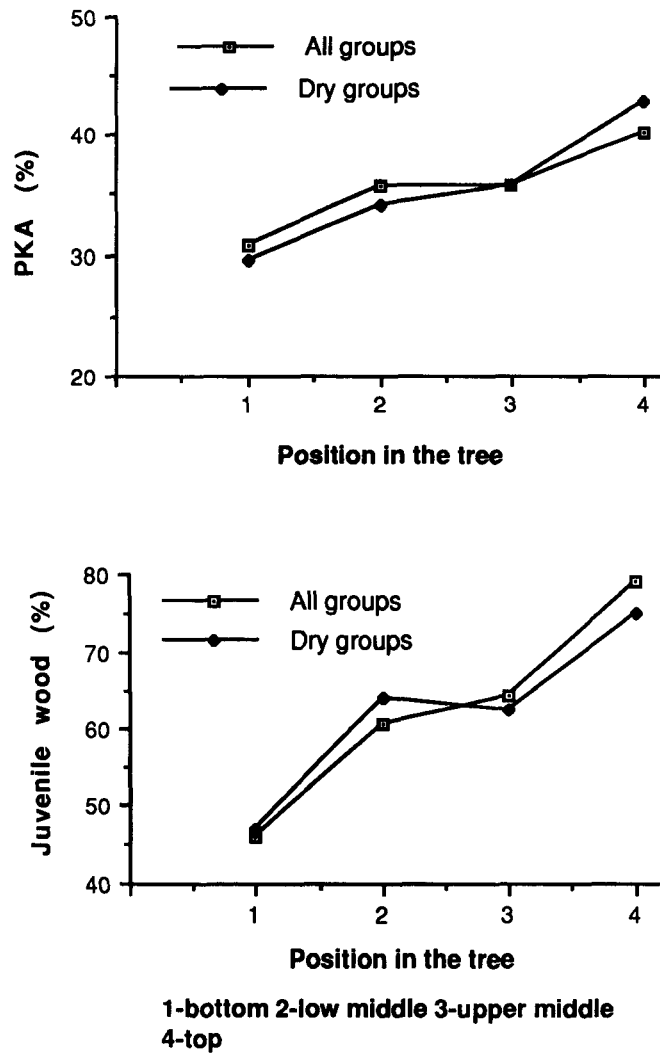 50
All groups
Dry groups
40
PKA (%)
30
20
1 2 3 4
Position in the tree
80
All groups
Dry groups
70
Juvenile wood (%)
60
50
40
1 2 3 4
Position in the tree
1-bottom 2-low middle 3-upper middle
4-top